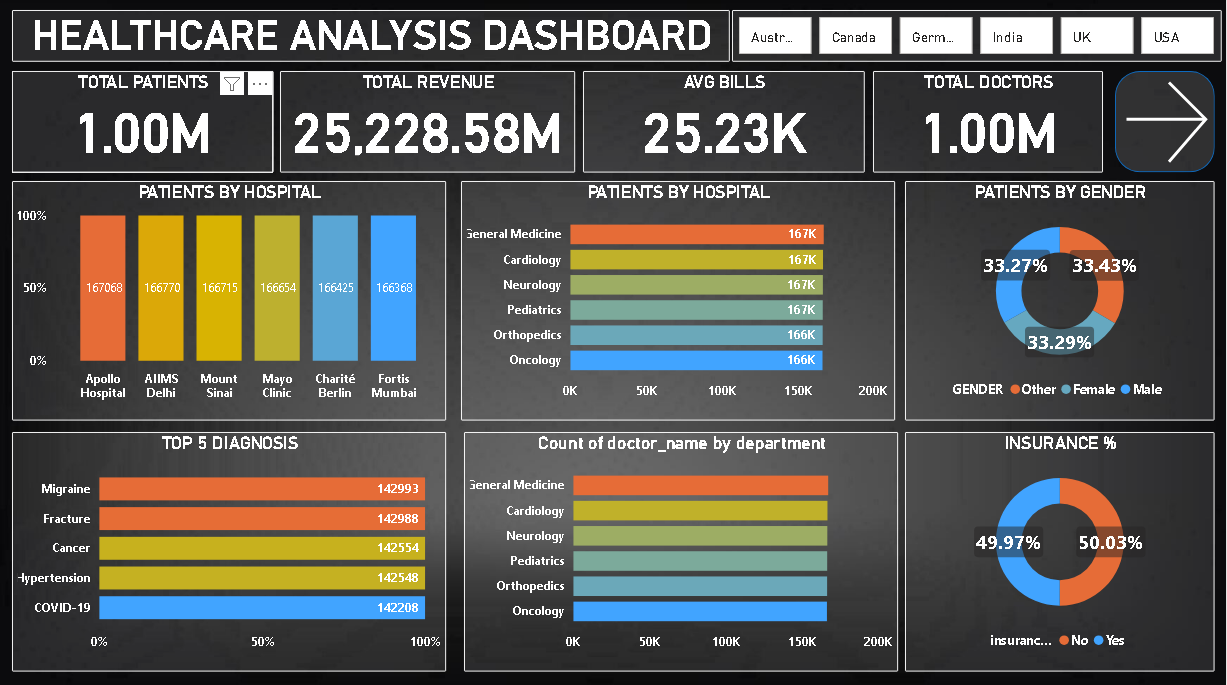 HEALTHCARE ANALYSIS DASHBOARD
Austr...
Canada
Germ...
India
UK
USA
TOTAL PATIENTS
...
1.00M
TOTAL REVENUE
25,228.58M
AVG BILLS
25.23K
TOTAL DOCTORS
1.00M
PATIENTS BY HOSPITAL
100%
50%
0%
167068
166770
166715
166654
166425
166368
Apollo
Hospital
AIIMS
Delhi
Mount
Sinai
Mayo
Clinic
Charité
Berlin
Fortis
Mumbai
PATIENTS BY HOSPITAL
General Medicine 167K
Cardiology 167K
Neurology 167K
Pediatrics 167K
Orthopedics 166K
Oncology 166K
0K 50K 100K 150K 200K
PATIENTS BY GENDER
33.27% 33.43%
33.29%
GENDER Other Female Male
TOP 5 DIAGNOSIS
Migraine 142993
Fracture 142988
Cancer 142554
Hypertension 142548
COVID-19 142208
0% 50% 100%
Count of doctor_name by department
General Medicine
Cardiology
Neurology
Pediatrics
Orthopedics
Oncology
0K 50K 100K 150K 200K
INSURANCE %
49.97% 50.03%
insuranc... No Yes